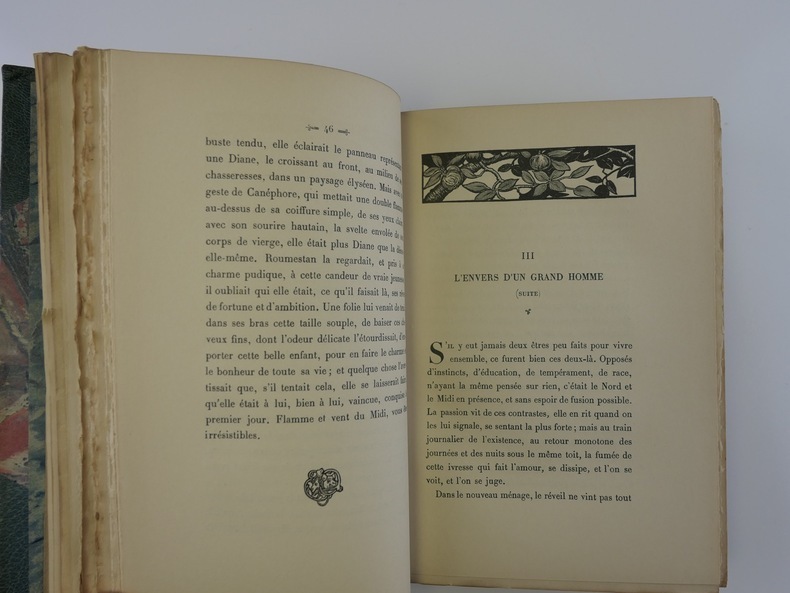 46
buste tendu, elle éclairait le panneau
une Diane, le croissant au front, au milieu de
chasseresses, dans un paysage élyséen. Mais
geste de Canéphore, qui mettait une double
au-dessus de sa coiffure simple, de ses yeux
avec son sourire hautain, la svelte envolée de
corps de vierge, elle était plus Diane que la
elle-même. Roumestan la regardait, et pris à
charme pudique, à cette candeur de vraie
il oubliait qui elle était, ce qu'il faisait là, ses
de fortune et d'ambition. Une folie lui venait de
dans ses bras cette taille souple, de baiser ces
veux fins, dont l'odeur délicate l'étourdissait,
porter cette belle enfant, pour en faire le charme
le bonheur de toute sa vie; et quelque chose
tissait que, s'il tentait cela, elle se laisserait
qu'elle était à lui, bien à lui, vaincue, conquise
premier jour. Flamme et vent du Midi, vous
irrésistibles.
III
L'ENVERS D'UN GRAND HOMME
(SUITE)
S'il y eut jamais deux êtres peu faits pour vivre
ensemble, ce furent bien ces deux-là. Opposés
d'instincts, d'éducation, de tempérament, de race,
n'ayant la même pensée sur rien, c'était le Nord et
le Midi en présence, et sans espoir de fusion possible.
La passion vit de ces contrastes, elle en rit quand on
les lui signale, se sentant la plus forte; mais au train
journalier de l'existence, au retour monotone des
journées et des nuits sous le même toit, la fumée de
cette ivresse qui fait l'amour, se dissipe, et l'on se
voit, et l'on se juge.
Dans le nouveau ménage, le réveil ne vint pas tout